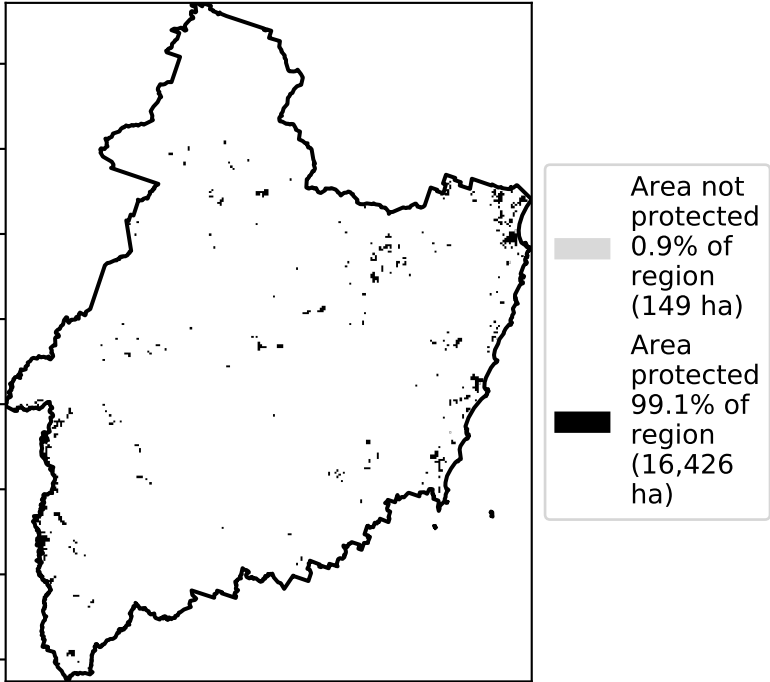 Area not
protected
0.9% of
region
(149 ha)
Area
protected
99.1% of
region
(16,426
ha)